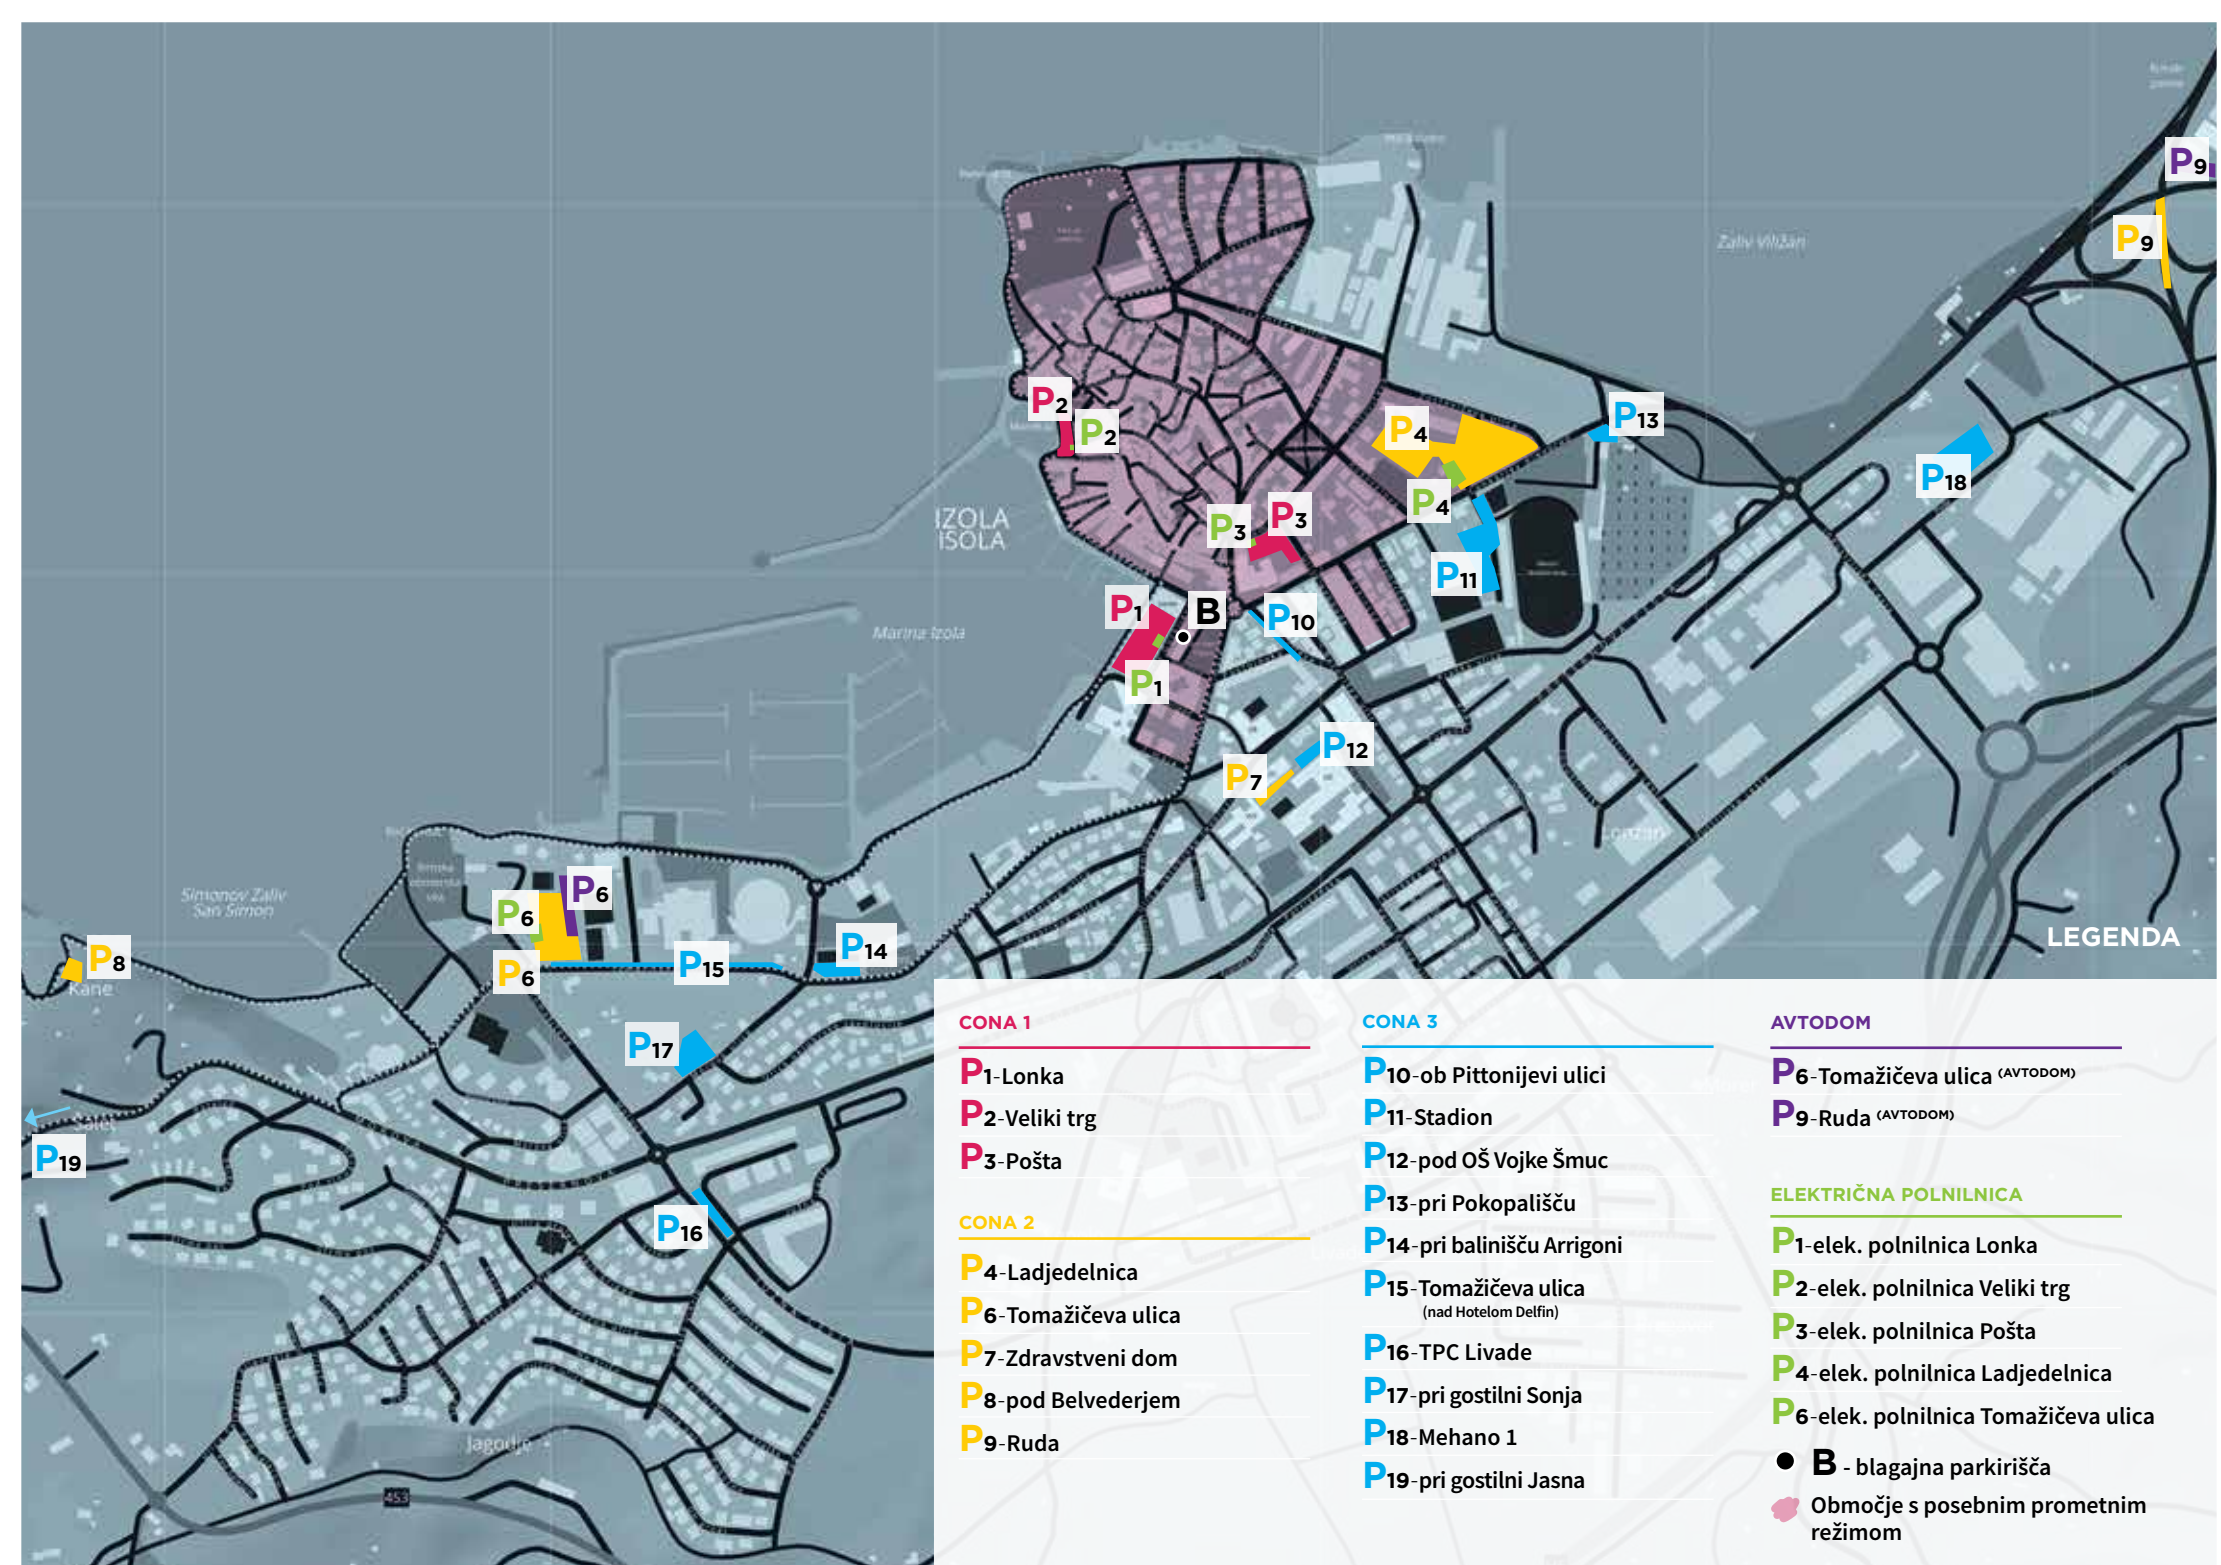 P9
P9
Zaliv Viližan
P2
P2
P4
P13
P18
P4
P3
P3
IZOLA
ISOLA
P11
P1
B
P10
Marina Izola
P1
P12
P7
Lonzan
Simonov Zaliv
San Simon
P6
P6
P14
P15
P6
P8
Kane
LEGENDA
P17
Salet
P19
P16
Jagodje
453
CONA 1
P1-Lonka
P2-Veliki trg
P3-Pošta
CONA 2
P4-Ladjedelnica
P6-Tomažičeva ulica
P7-Zdravstveni dom
P8-pod Belvederjem
P9-Ruda
CONA 3
P10-ob Pittonijevi ulici
P11-Stadion
P12-pod OŠ Vojke Šmuc
P13-pri Pokopališču
P14-pri balinišču Arrigoni
P15-Tomažičeva ulica
(nad Hotelom Delfin)
P16-TPC Livade
P17-pri gostilni Sonja
P18-Mehano 1
P19-pri gostilni Jasna
AVTODOM
P6-Tomažičeva ulica (AVTODOM)
P9-Ruda (AVTODOM)
ELEKTRIČNA POLNILNICA
P1-elek. polnilnica Lonka
P2-elek. polnilnica Veliki trg
P3-elek. polnilnica Pošta
P4-elek. polnilnica Ladjedelnica
P6-elek. polnilnica Tomažičeva ulica
B - blagajna parkirišča
Območje s posebnim prometnim
režimom